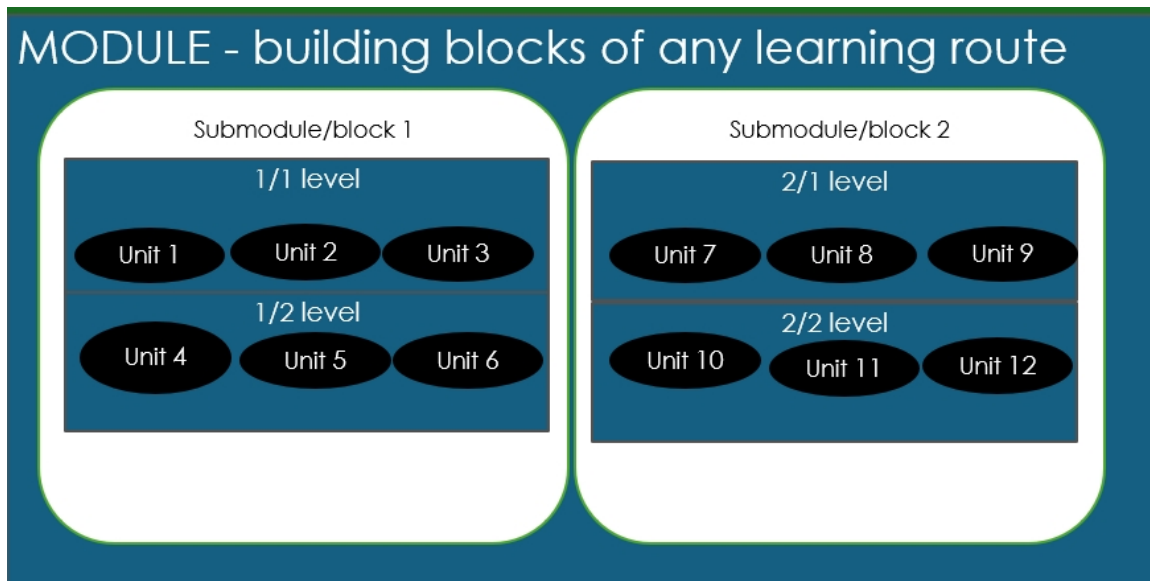 MODULE - building blocks of any learning route
Submodule/block 1
1/1 level
Unit 1
Unit 2
Unit 3
1/2 level
Unit 4
Unit 5
Unit 6
Submodule/block 2
2/1 level
Unit 7
Unit 8
Unit 9
2/2 level
Unit 10
Unit 11
Unit 12